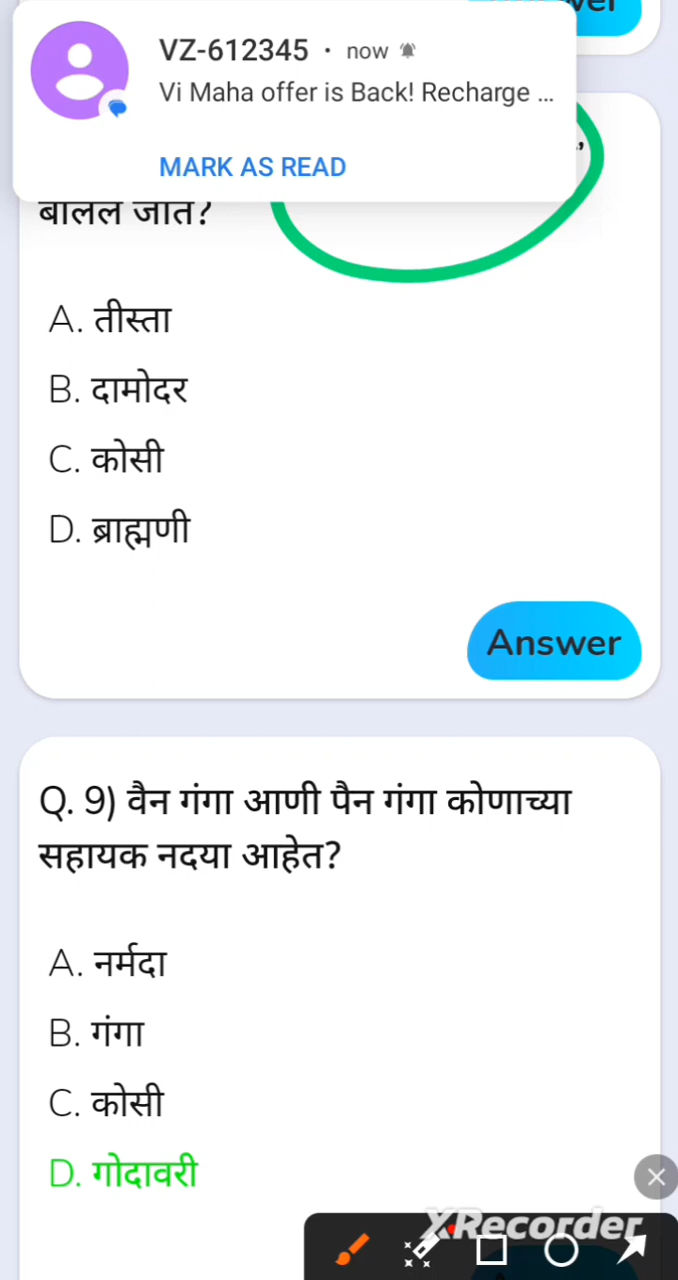 VZ-612345 • now
Vi Maha offer is Back! Recharge ...
MARK AS READ
बोलले जाते?
A. तीस्ता
B. दामोदर
C. कोसी
D. ब्राह्मणी
Answer
Q. 9) वैन गंगा आणी पैन गंगा कोणाच्या
सहायक नदया आहेत?
A. नर्मदा
B. गंगा
C. कोसी
D. गोदावरी
XRecorder